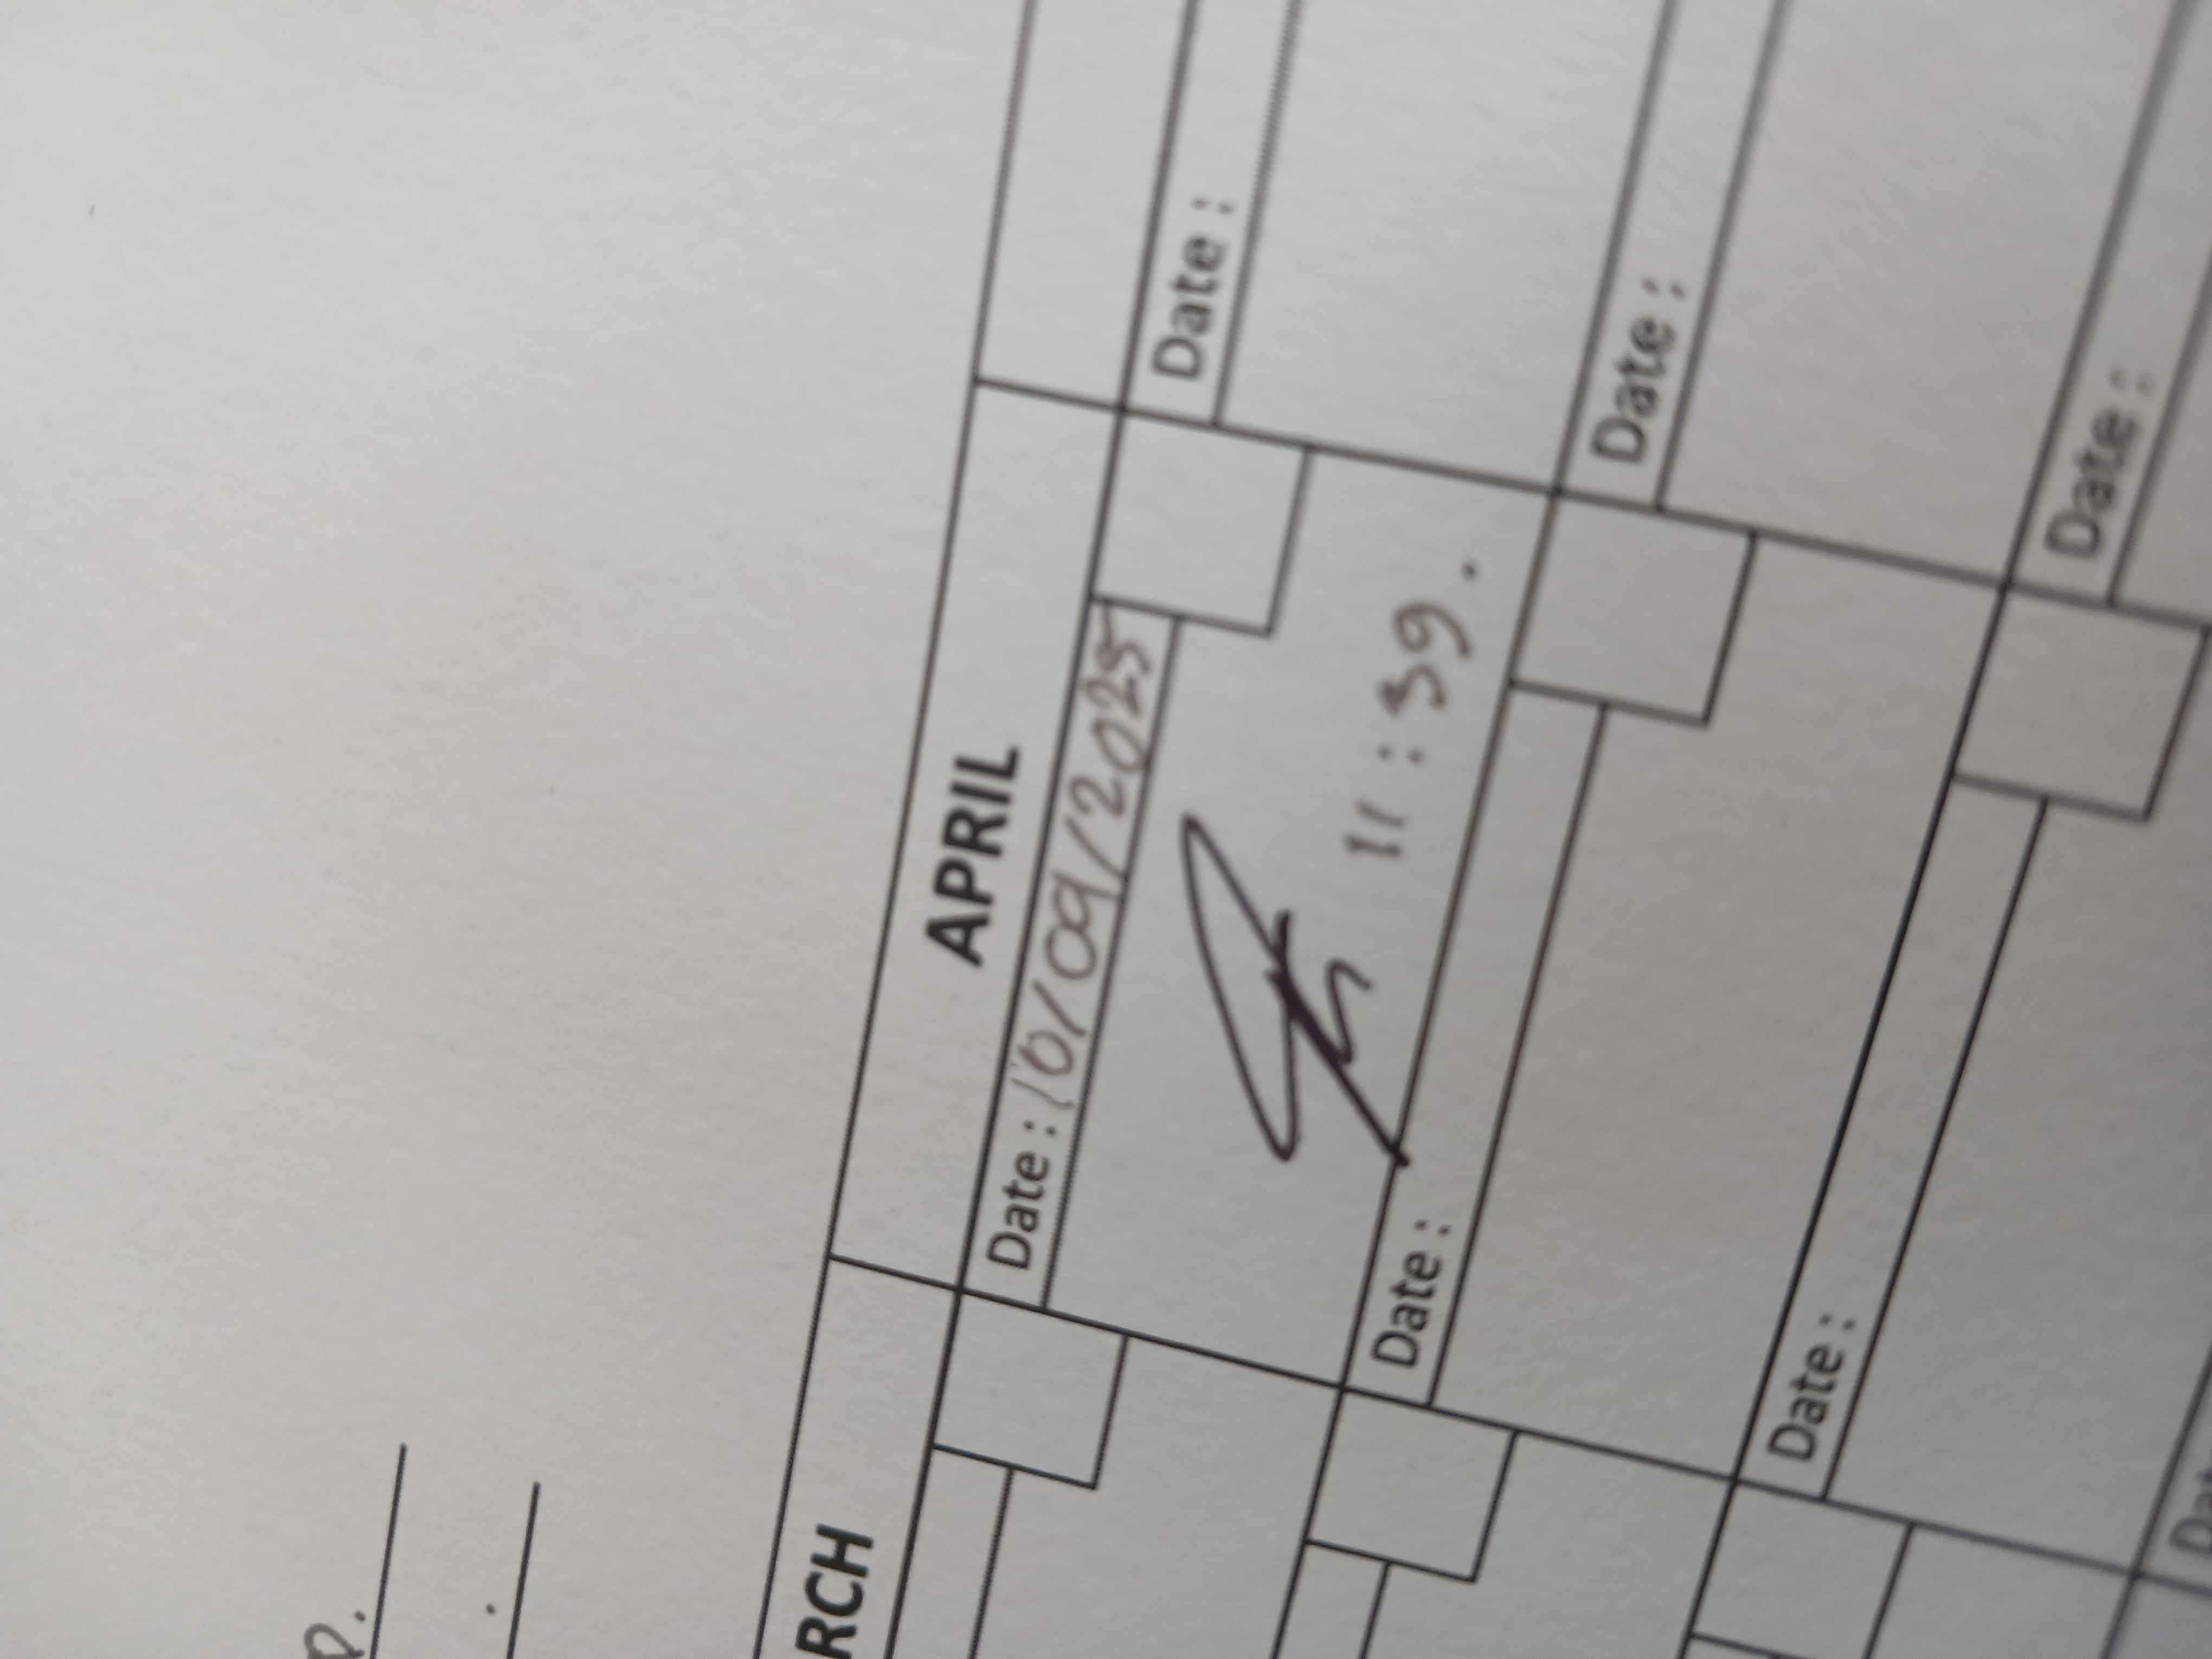 RCH APRIL
Date : 10/09/2025 Date :
11 : 39.
Date : Date :
Date : Date :